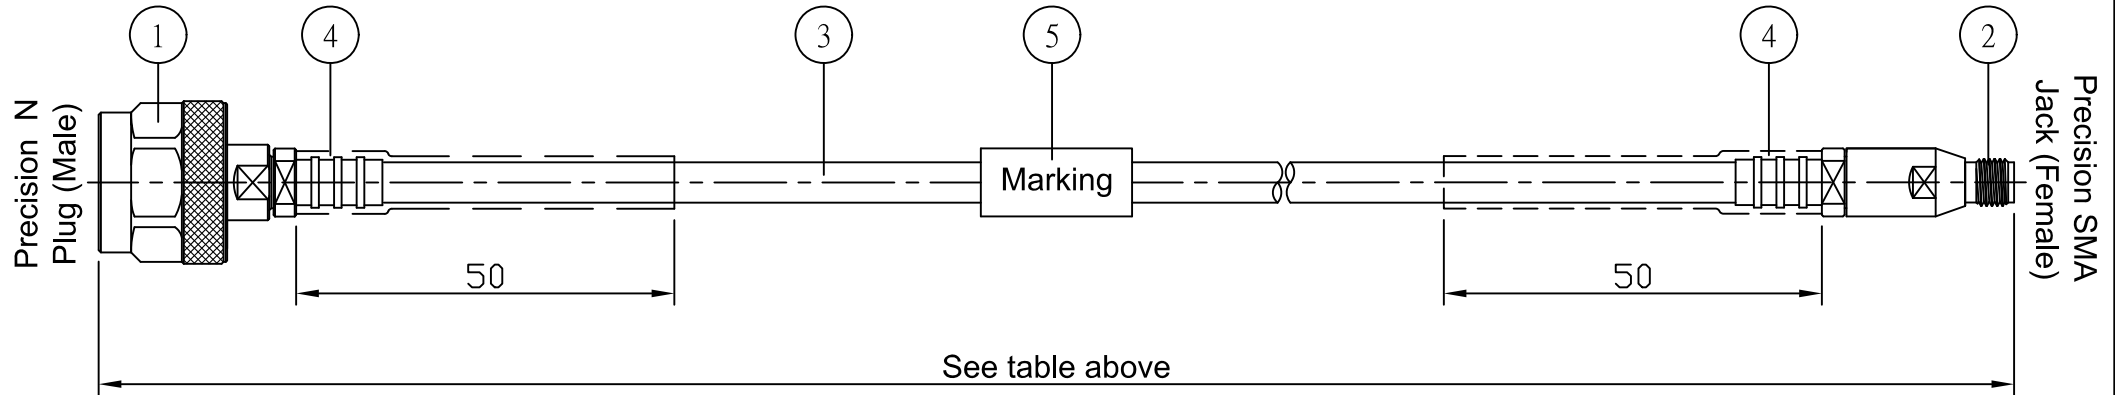 1
4
3
5
4
2
Precision N
Plug (Male)
Marking
Precision SMA
Jack (Female)
50
50
See table above